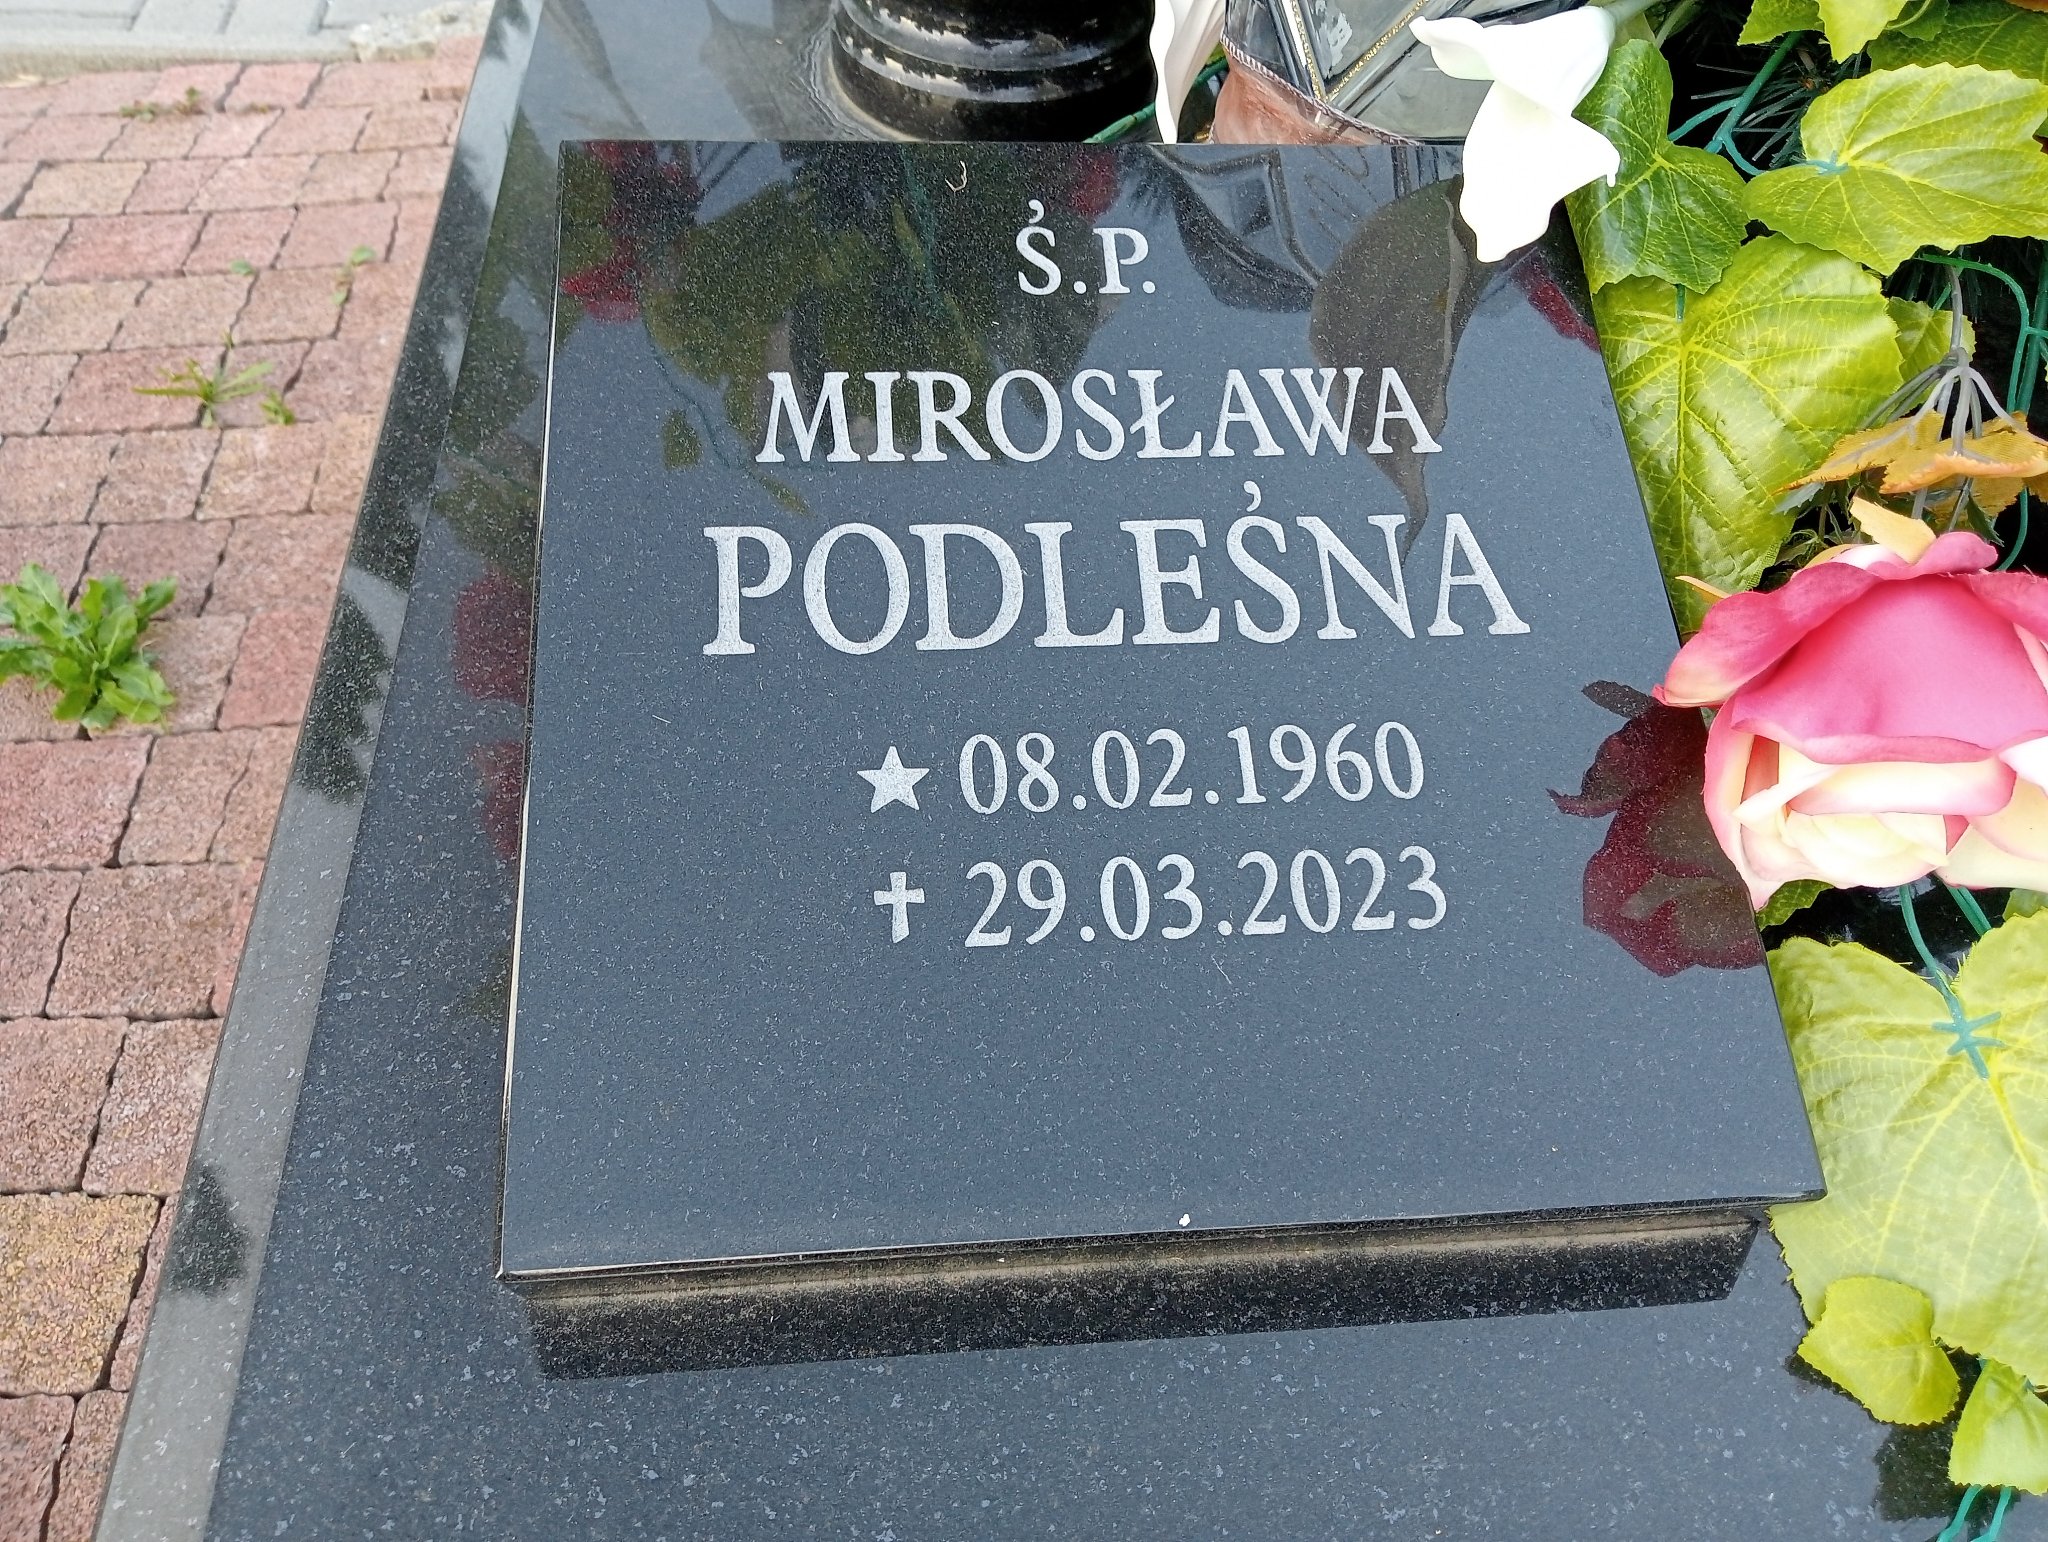 Ś.P.
MIROSŁAWA
PODLEŚNA
★ 08.02.1960
✝ 29.03.2023